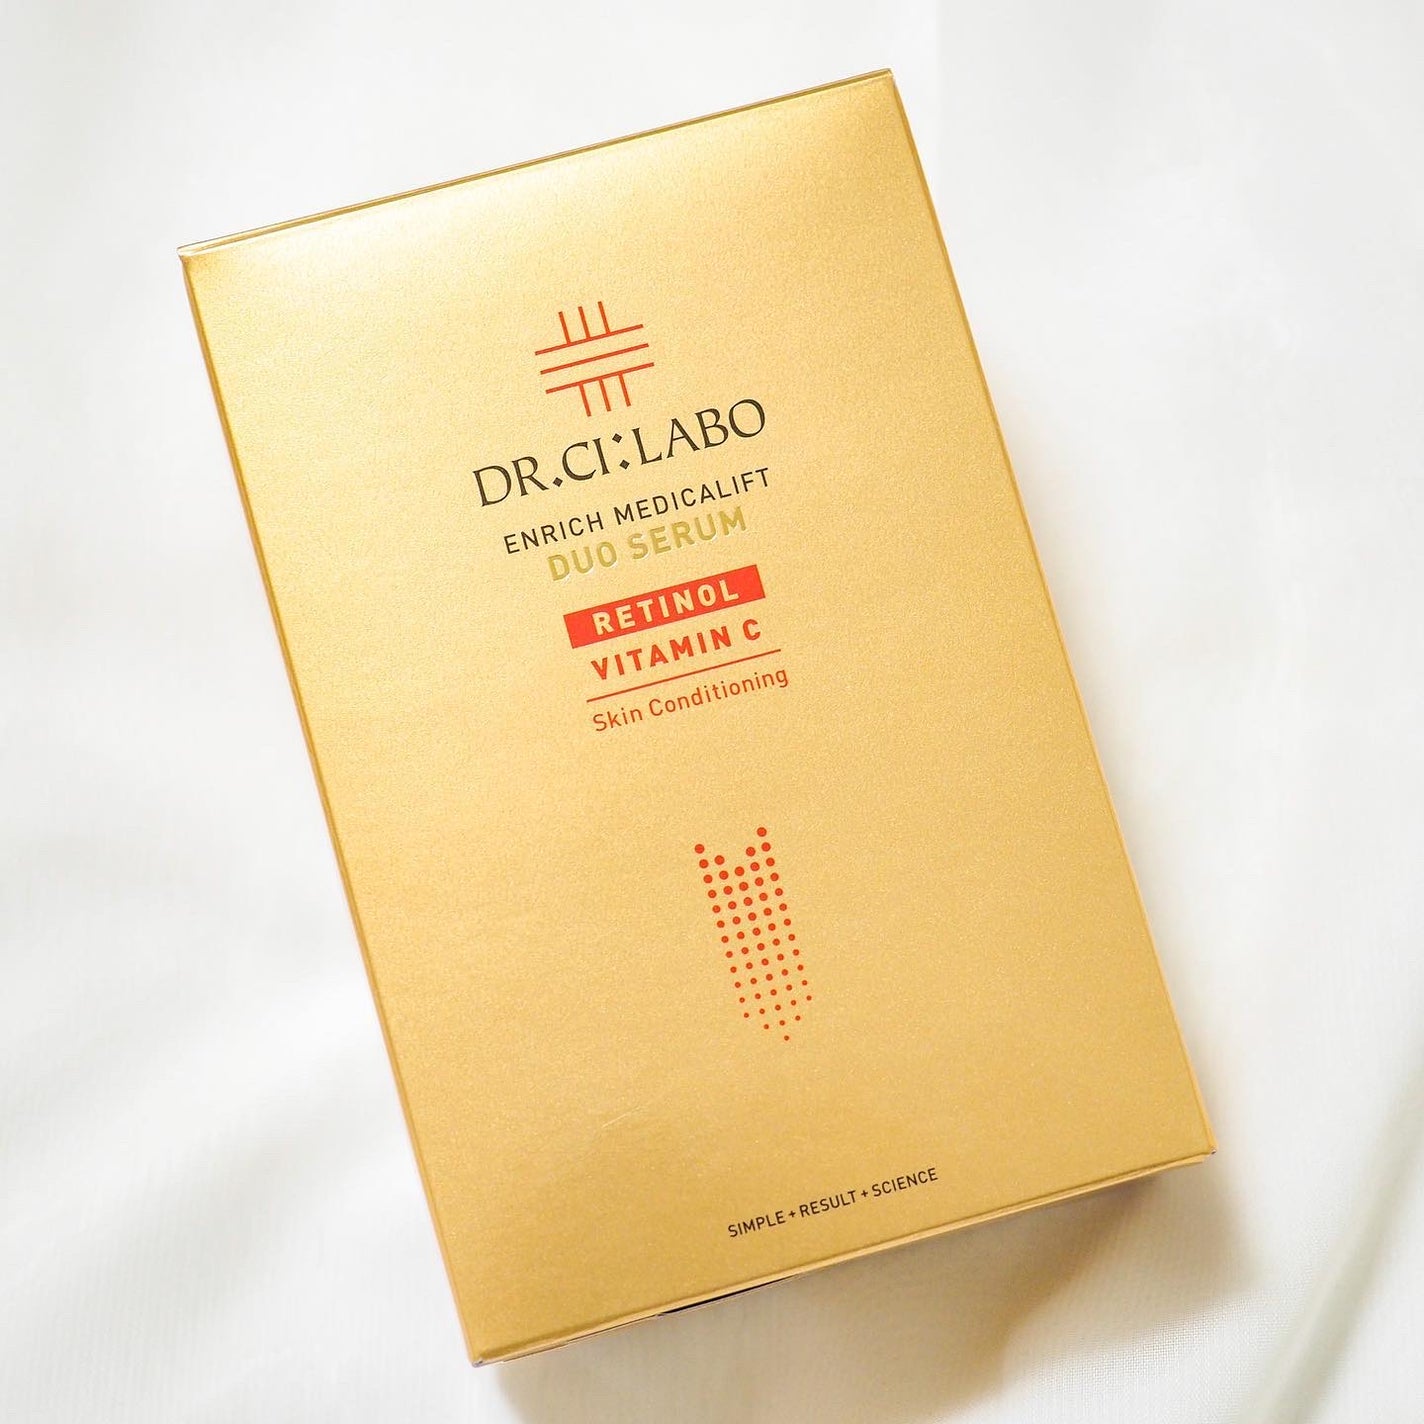 DR.CI:LABO
ENRICH MEDICALIFT
DUO SERUM
RETINOL
VITAMIN C
Skin Conditioning
SIMPLE + RESULT + SCIENCE